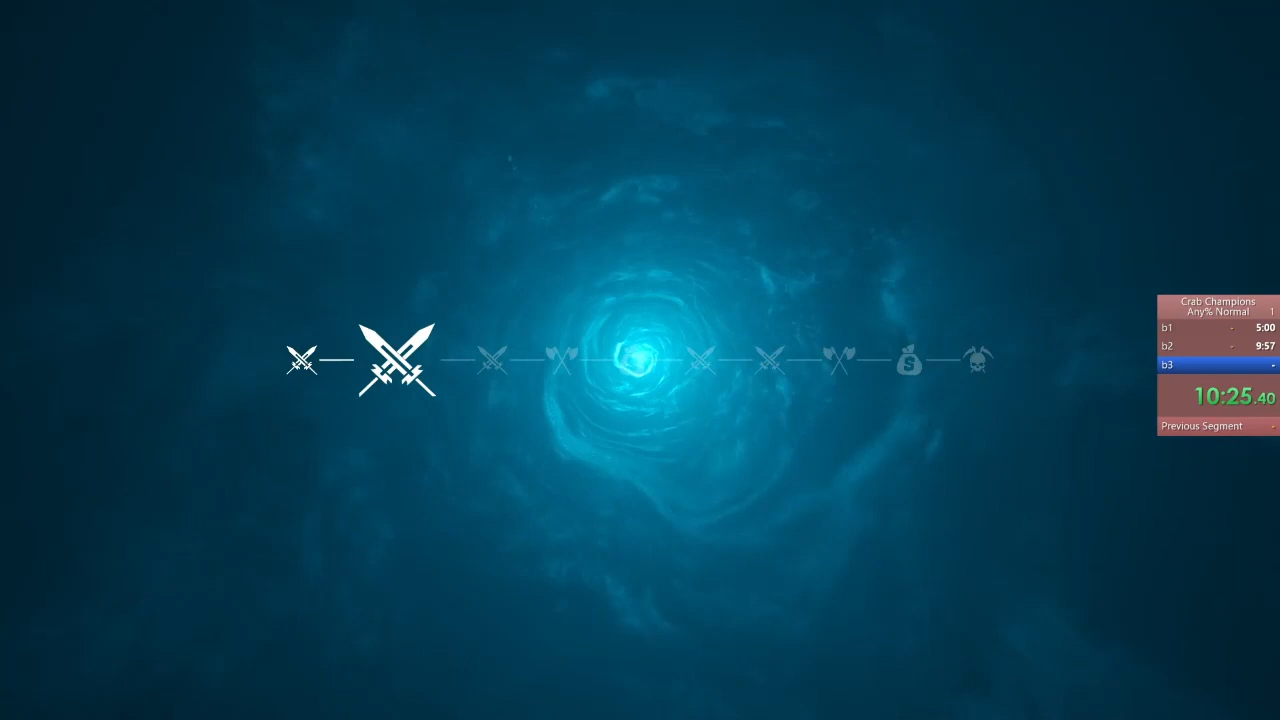 Crab Champions
Any% Normal 1
b1 - 5:00
b2 - 9:57
b3 -
10:25.40
Previous Segment -